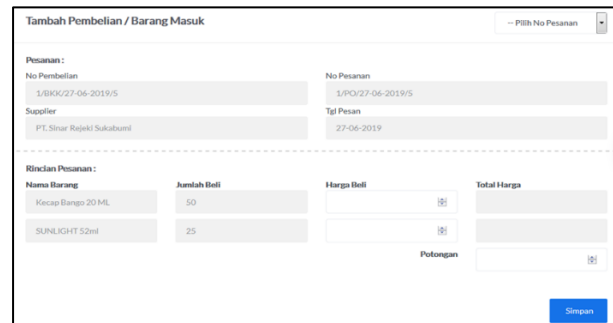 Tambah Pembelian / Barang Masuk
-- Pilih No Pesanan
Pesanan :
No Pembelian No Pesanan
1/BKK/27-06-2019/5 1/PO/27-06-2019/5
Supplier Tgl Pesan
PT. Sinar Rejeki Sukabumi 27-06-2019
Rincian Pesanan :
Nama Barang Jumlah Beli Harga Beli Total Harga
Kecap Bango 20 ML 50
SUNLIGHT 52ml 25
Potongan
Simpan